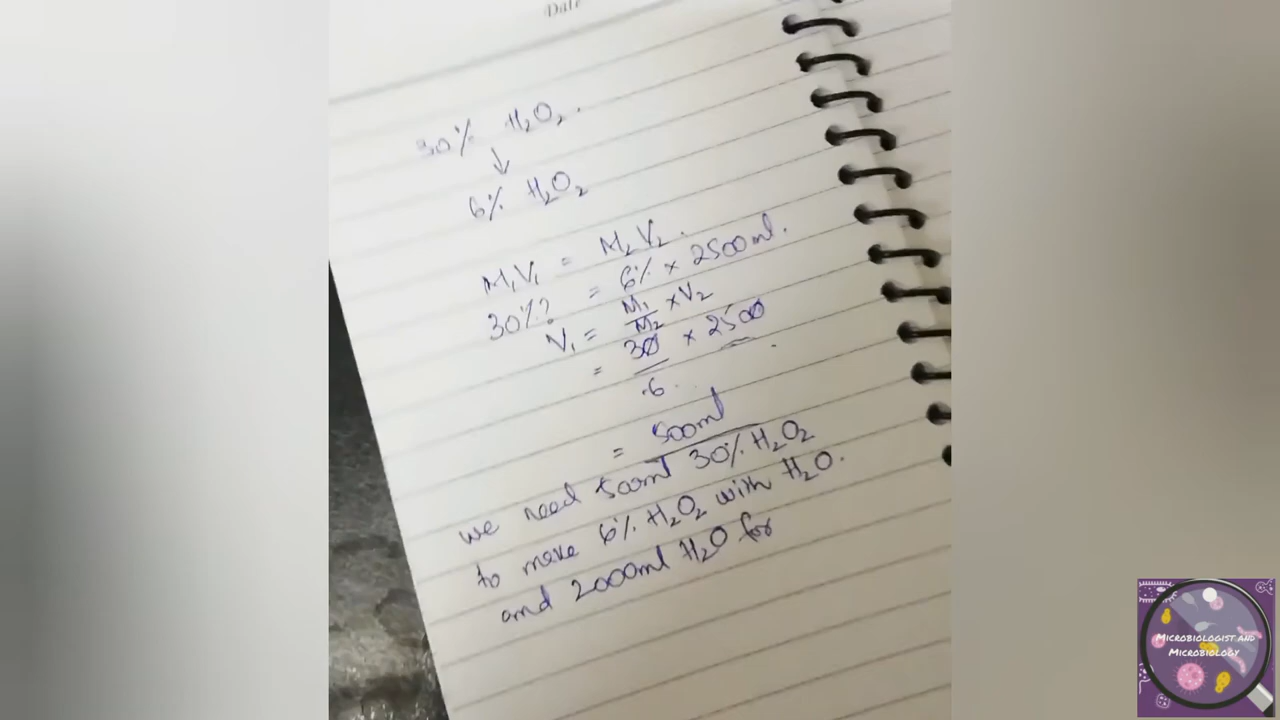 Date
30% H₂O₂.
↓
6% H₂O₂
M₁V₁ = M₂V₂.
30%? = 6% × 2500ml.
V₁ = M₁/M₂ × V₂
= 30 × 2500
6.
= 500ml
we need 500ml 30% H₂O₂
to make 6% H₂O₂ with H₂O.
and 2000ml H₂O for
MICROBIOLOGIST AND
MICROBIOLOGY